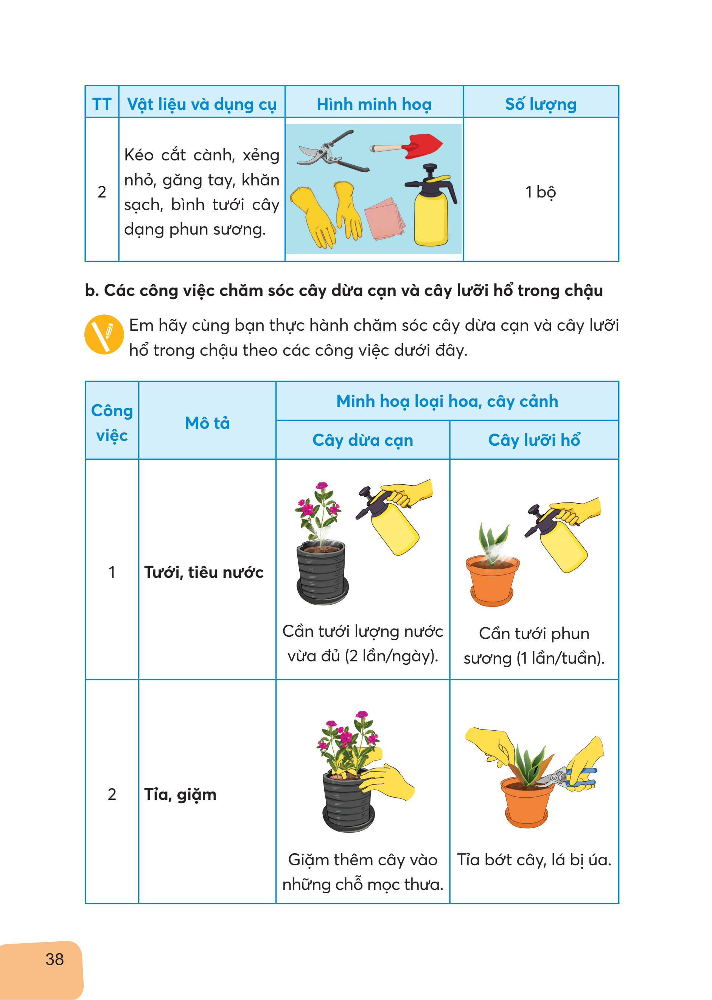 TT Vật liệu và dụng cụ Hình minh hoạ Số lượng
2
Kéo cắt cành, xẻng
nhỏ, găng tay, khăn
sạch, bình tưới cây
dạng phun sương.
1 bộ
b. Các công việc chăm sóc cây dừa cạn và cây lưỡi hổ trong chậu
Em hãy cùng bạn thực hành chăm sóc cây dừa cạn và cây lưỡi
hổ trong chậu theo các công việc dưới đây.
Công
việc
Mô tả
Minh hoạ loại hoa, cây cảnh
Cây dừa cạn
Cây lưỡi hổ
1
Tưới, tiêu nước
Cần tưới lượng nước
vừa đủ (2 lần/ngày).
Cần tưới phun
sương (1 lần/tuần).
2
Tỉa, giặm
Giặm thêm cây vào
những chỗ mọc thưa.
Tỉa bớt cây, lá bị úa.
38